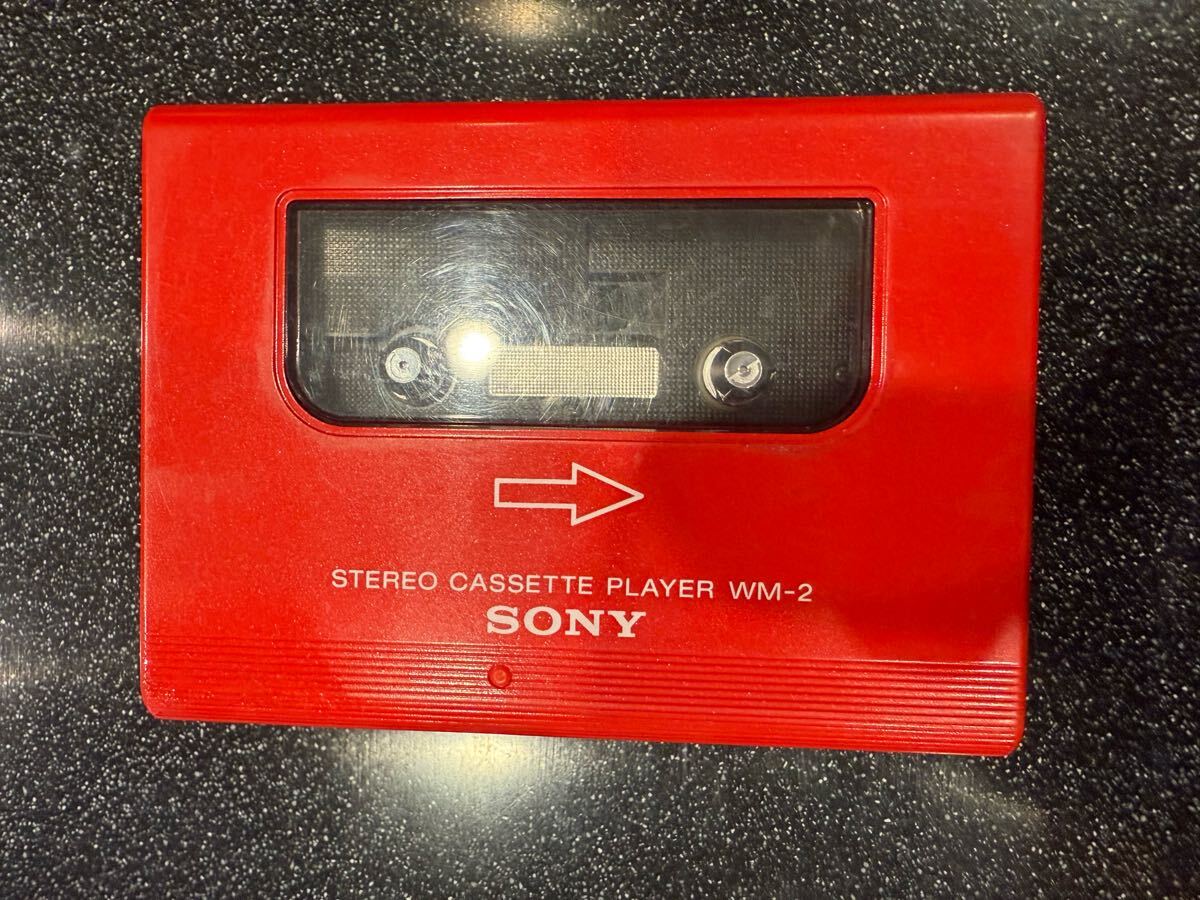 STEREO CASSETTE PLAYER WM-2
SONY